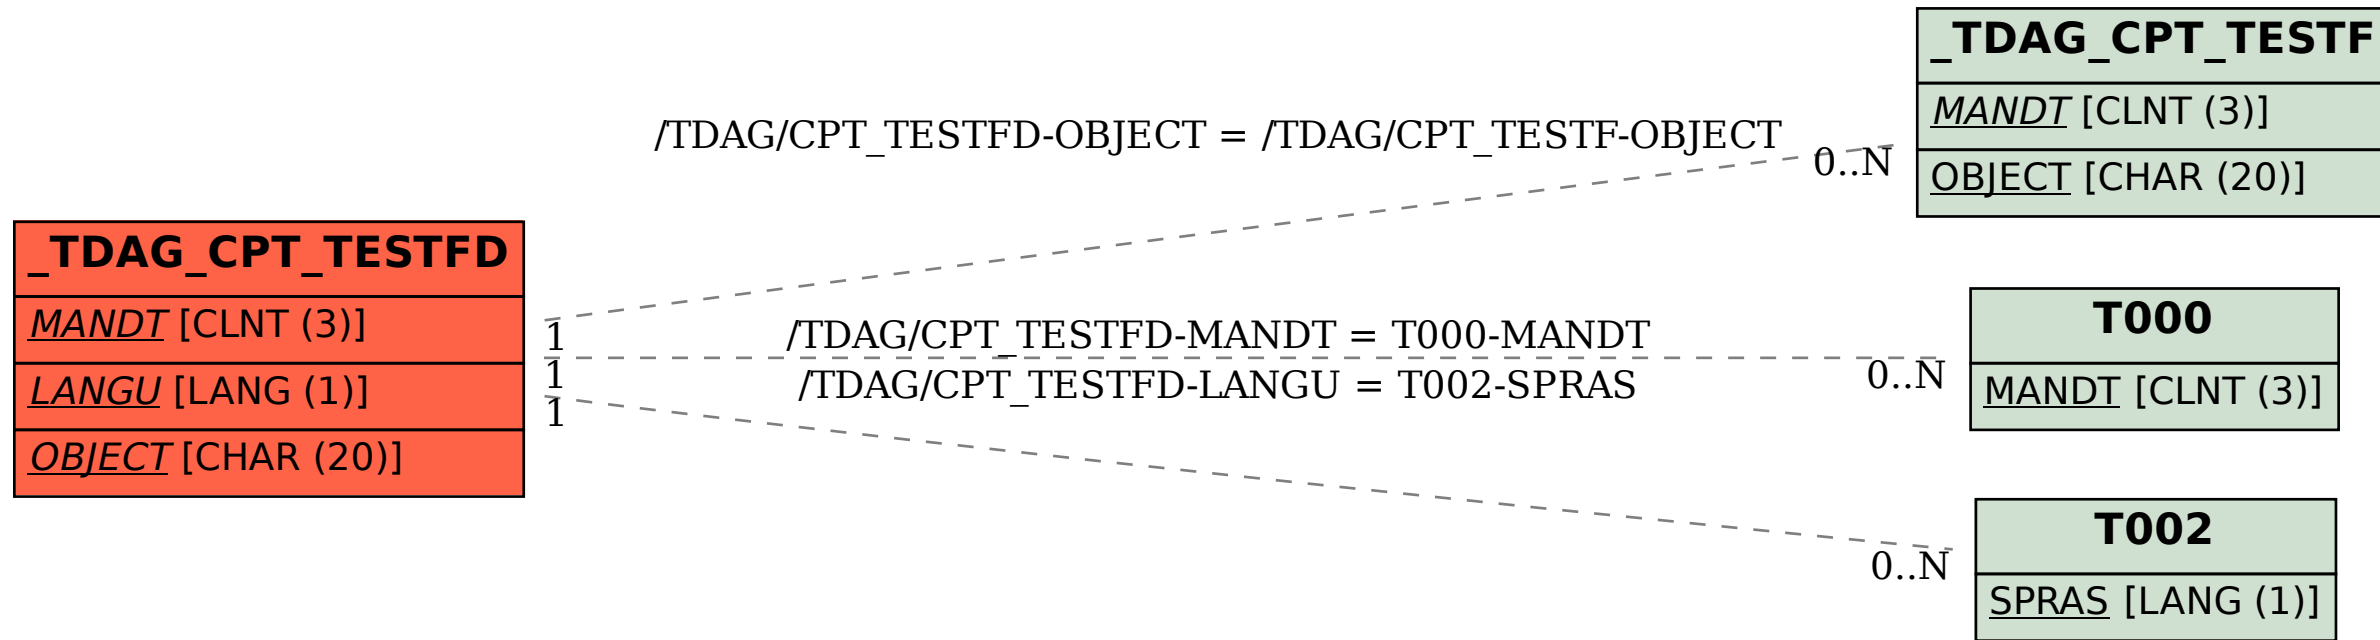 _TDAG_CPT_TESTF
MANDT [CLNT (3)]
OBJECT [CHAR (20)]
/TDAG/CPT_TESTFD-OBJECT = /TDAG/CPT_TESTF-OBJECT
0..N
_TDAG_CPT_TESTFD
MANDT [CLNT (3)]
LANGU [LANG (1)]
OBJECT [CHAR (20)]
1
/TDAG/CPT_TESTFD-MANDT = T000-MANDT
1
/TDAG/CPT_TESTFD-LANGU = T002-SPRAS
0..N
1
T000
MANDT [CLNT (3)]
0..N
T002
SPRAS [LANG (1)]